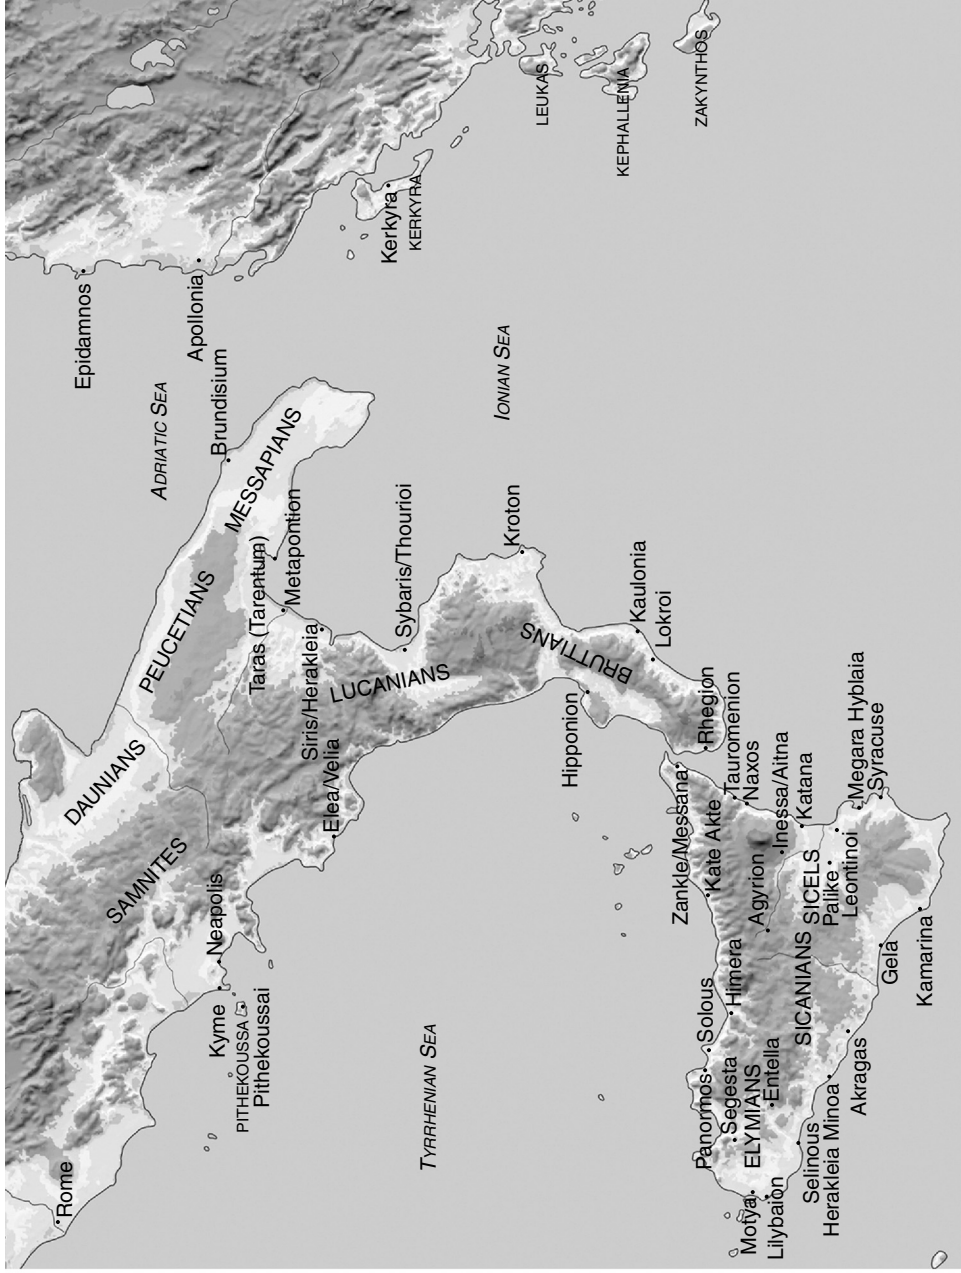 Epidamnos
Apollonia
Kerkyra
KERKYRA
LEUKAS
KEPHALLENIA
ZAKYNTHOS
ADRIATIC SEA
IONIAN SEA
TYRRHENIAN SEA
Rome
SAMNITES
DAUNIANS
PEUCETIANS
MESSAPIANS
Brundisium
Kyme
Neapolis
PITHEKOUSSA
Pithekoussai
Taras (Tarentum)
Metapontion
Siris/Herakleia
Elea/Velia
LUCANIANS
Sybaris/Thourioi
Kroton
BRUTTIANS
Hipponion
Kaulonia
Lokroi
Rhegion
Zankle/Messana
Kale Akte
Tauromenion
Naxos
Inessa/Aitna
Katana
Agyrion
SICELS
Palike
Leontinoi
Megara Hyblaia
Syracuse
Himera
Solous
Panormos
Segesta
ELYMIANS
Entella
SICANIANS
Motya
Lilybaion
Selinous
Herakleia Minoa
Akragas
Gela
Kamarina